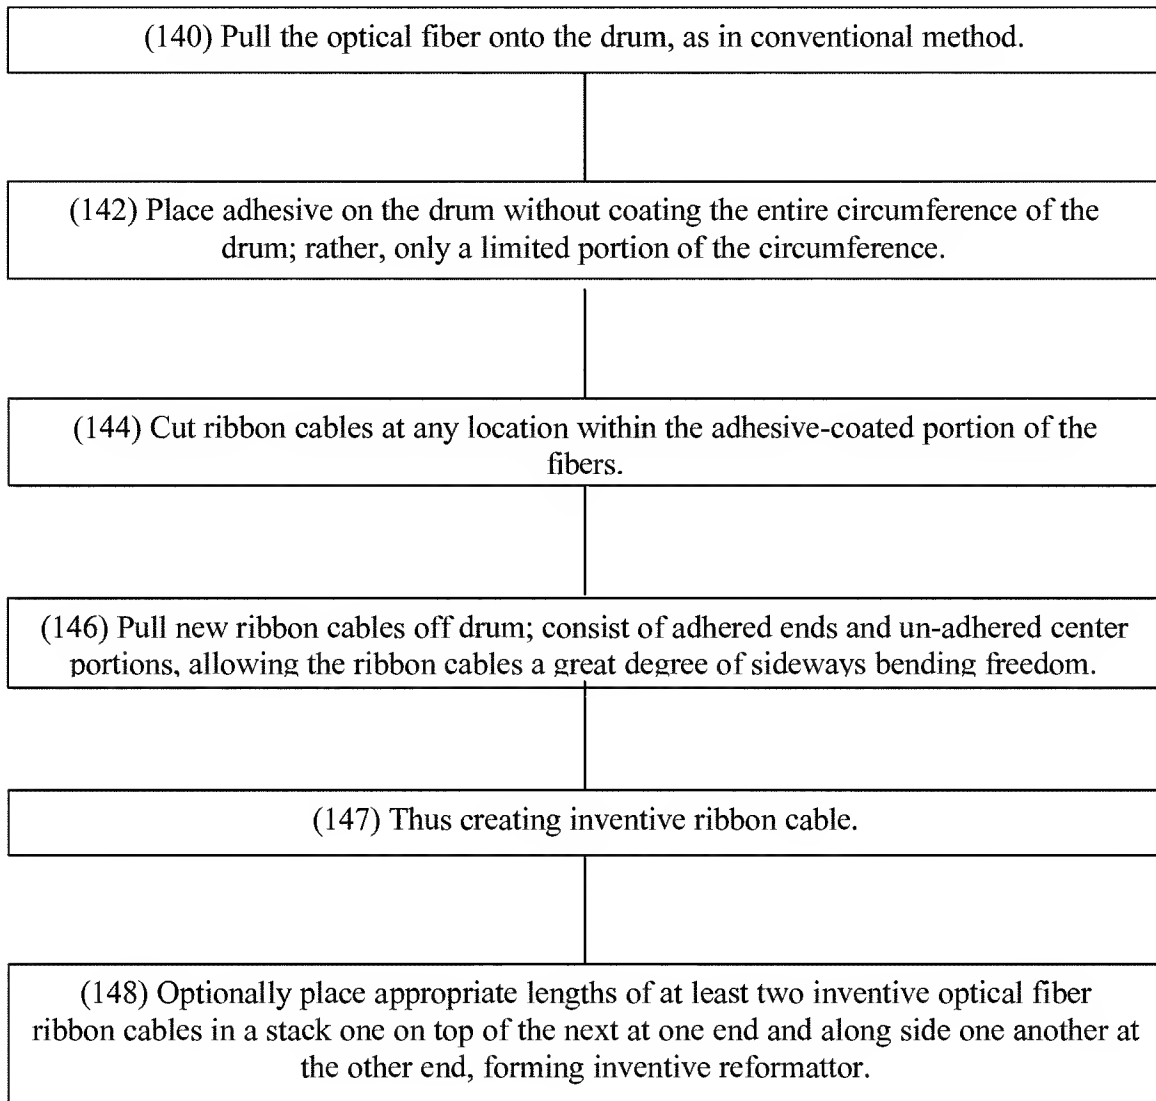 (140) Pull the optical fiber onto the drum, as in conventional method.
(142) Place adhesive on the drum without coating the entire circumference of the
drum; rather, only a limited portion of the circumference.
(144) Cut ribbon cables at any location within the adhesive-coated portion of the
fibers.
(146) Pull new ribbon cables off drum; consist of adhered ends and un-adhered center
portions, allowing the ribbon cables a great degree of sideways bending freedom.
(147) Thus creating inventive ribbon cable.
(148) Optionally place appropriate lengths of at least two inventive optical fiber
ribbon cables in a stack one on top of the next at one end and along side one another at
the other end, forming inventive reformattor.